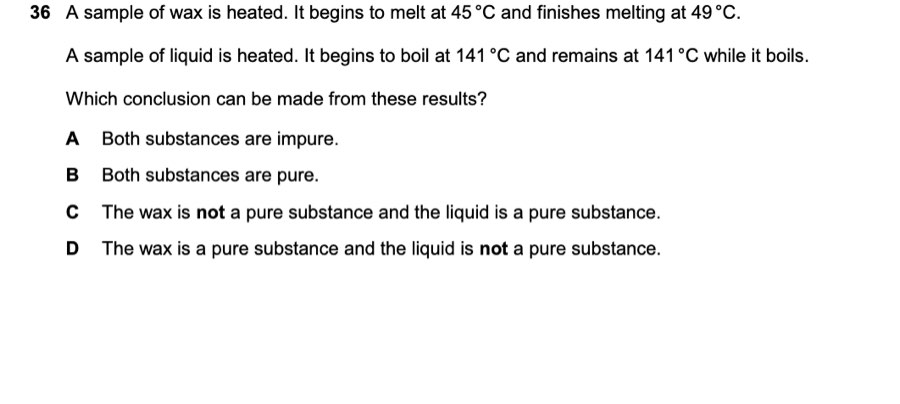 36 A sample of wax is heated. It begins to melt at 45 °C and finishes melting at 49 °C.
A sample of liquid is heated. It begins to boil at 141 °C and remains at 141 °C while it boils.
Which conclusion can be made from these results?
A Both substances are impure.
B Both substances are pure.
C The wax is not a pure substance and the liquid is a pure substance.
D The wax is a pure substance and the liquid is not a pure substance.